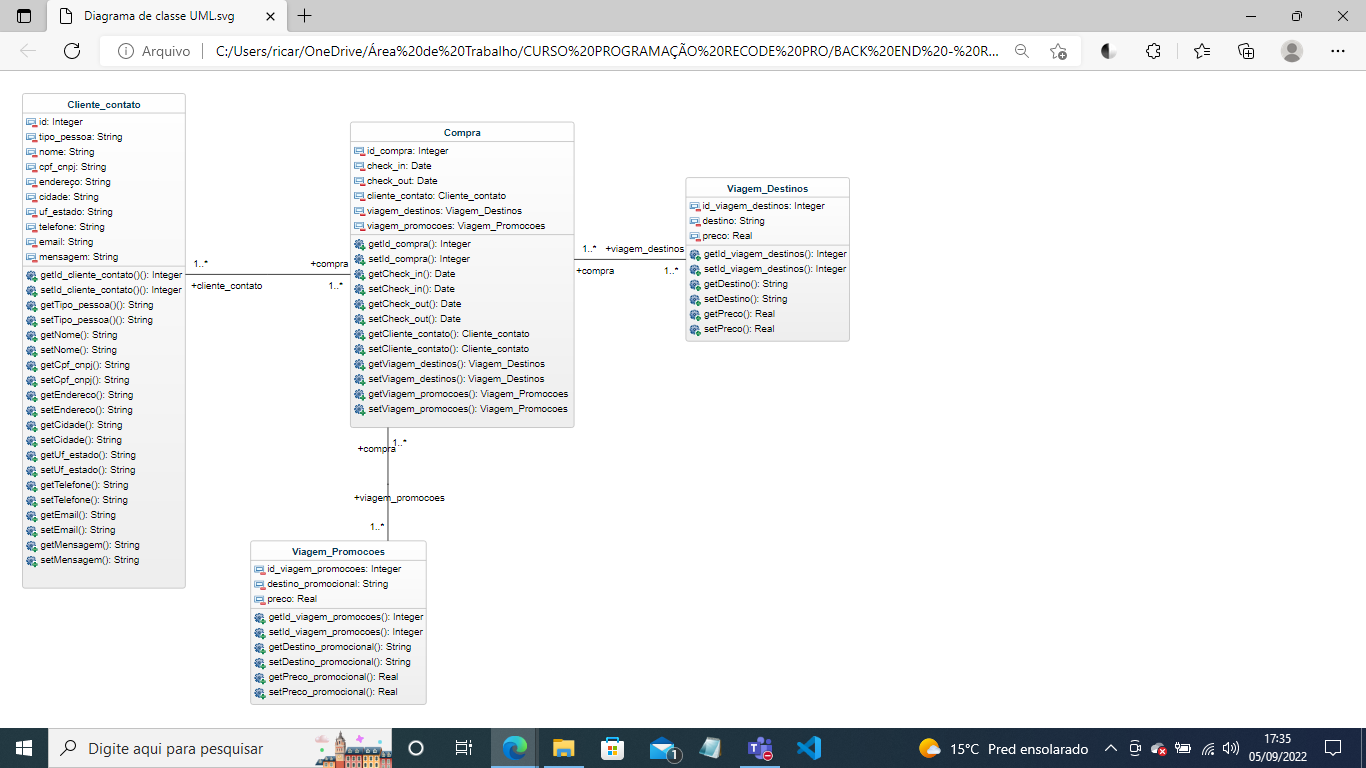 Diagrama de classe UML.svg
Arquivo
C:/Users/ricar/OneDrive/Área%20de%20Trabalho/CURSO%20PROGRAMAÇÃO%20RECODE%20PRO/BACK%20END%20-%20R...
Cliente_contato
id: Integer
tipo_pessoa: String
nome: String
cpf_cnpj: String
endereço: String
cidade: String
uf_estado: String
telefone: String
email: String
mensagem: String
getId_cliente_contato()(): Integer
setId_cliente_contato()(): Integer
getTipo_pessoa()(): String
setTipo_pessoa()(): String
getNome(): String
setNome(): String
getCpf_cnpj(): String
setCpf_cnpj(): String
getEndereco(): String
setEndereco(): String
getCidade(): String
setCidade(): String
getUf_estado(): String
setUf_estado(): String
getTelefone(): String
setTelefone(): String
getEmail(): String
setEmail(): String
getMensagem(): String
setMensagem(): String
1..*
+compra
+cliente_contato
1..*
Compra
id_compra: Integer
check_in: Date
check_out: Date
cliente_contato: Cliente_contato
viagem_destinos: Viagem_Destinos
viagem_promocoes: Viagem_Promocoes
getId_compra(): Integer
setId_compra(): Integer
getCheck_in(): Date
setCheck_in(): Date
getCheck_out(): Date
setCheck_out(): Date
getCliente_contato(): Cliente_contato
setCliente_contato(): Cliente_contato
getViagem_destinos(): Viagem_Destinos
setViagem_destinos(): Viagem_Destinos
getViagem_promocoes(): Viagem_Promocoes
setViagem_promocoes(): Viagem_Promocoes
1..*
+viagem_destinos
+compra
1..*
Viagem_Destinos
id_viagem_destinos: Integer
destino: String
preco: Real
getId_viagem_destinos(): Integer
setId_viagem_destinos(): Integer
getDestino(): String
setDestino(): String
getPreco(): Real
setPreco(): Real
1..*
+compra
+viagem_promocoes
1..*
Viagem_Promocoes
id_viagem_promocoes: Integer
destino_promocional: String
preco: Real
getId_viagem_promocoes(): Integer
setId_viagem_promocoes(): Integer
getDestino_promocional(): String
setDestino_promocional(): String
getPreco_promocional(): Real
setPreco_promocional(): Real
Digite aqui para pesquisar
1
15°C Pred ensolarado
17:35
05/09/2022